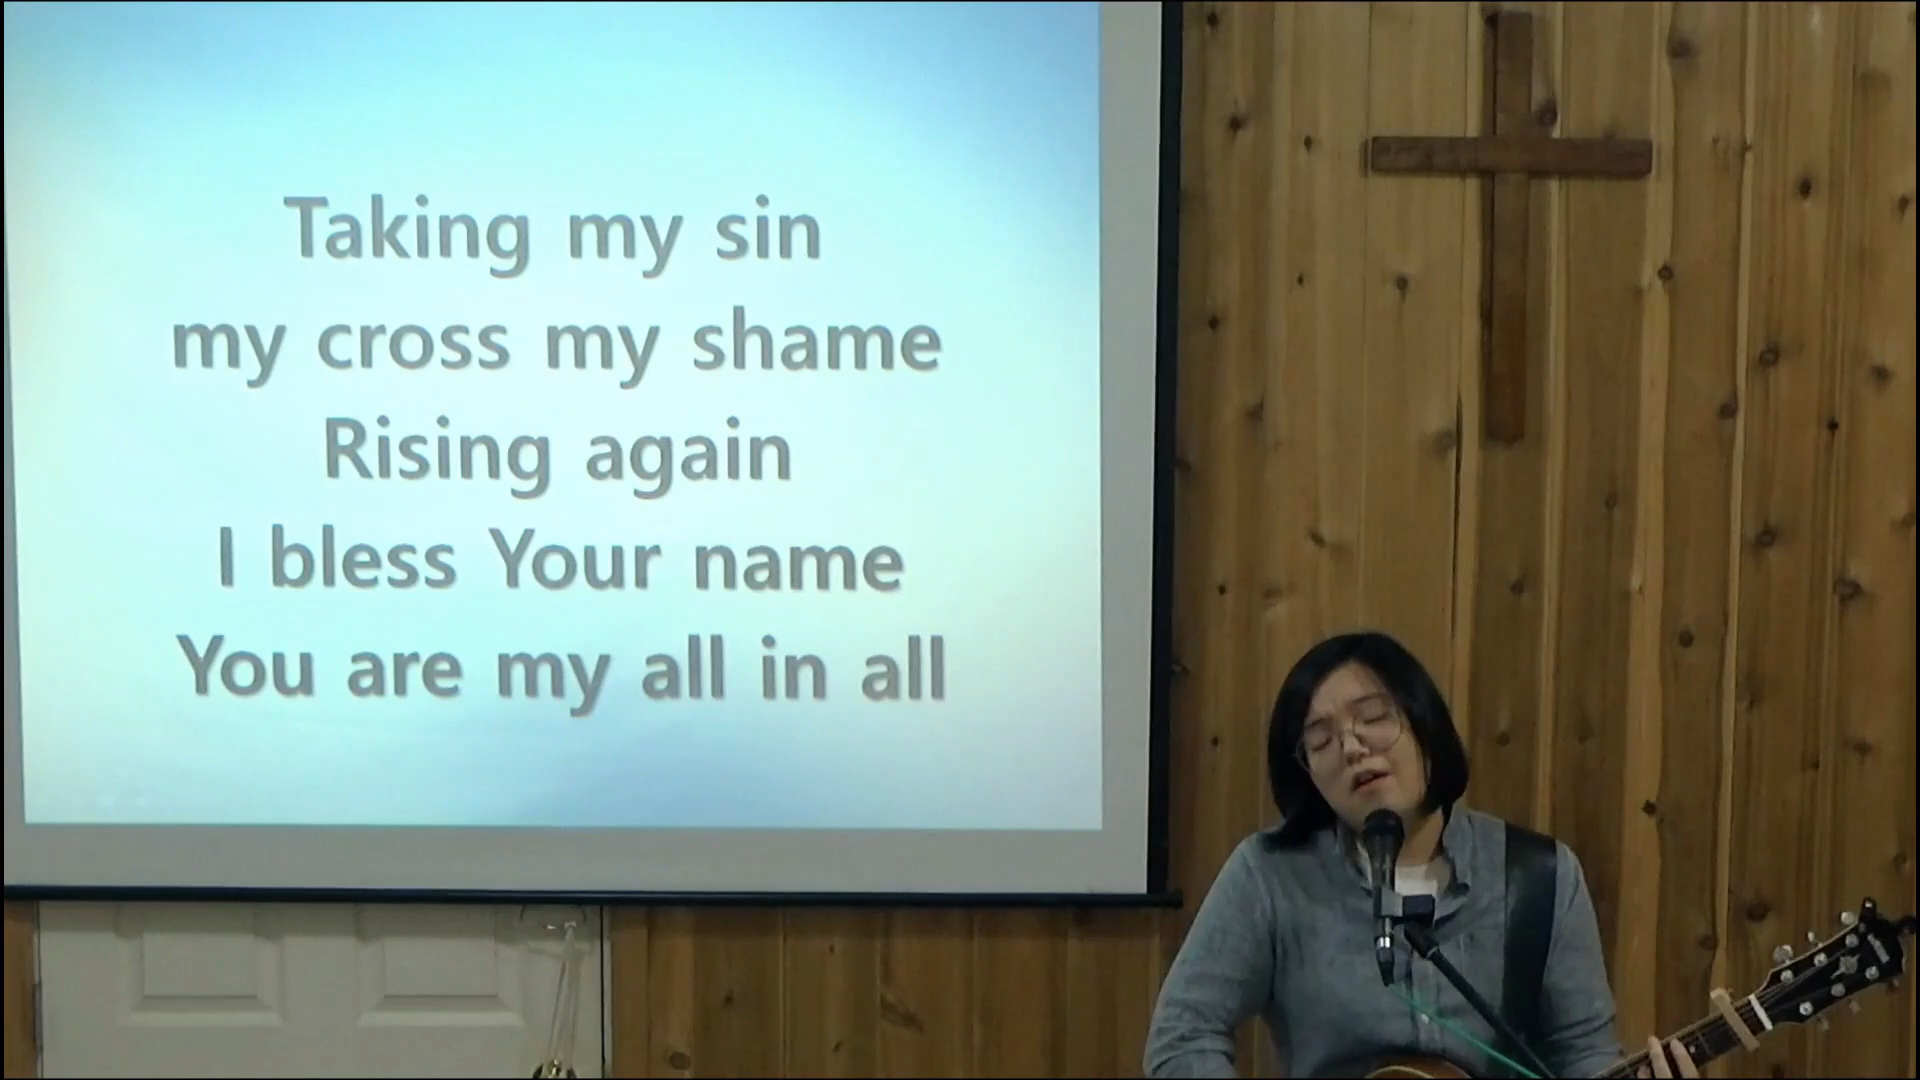 Taking my sin
my cross my shame
Rising again
I bless Your name
You are my all in all